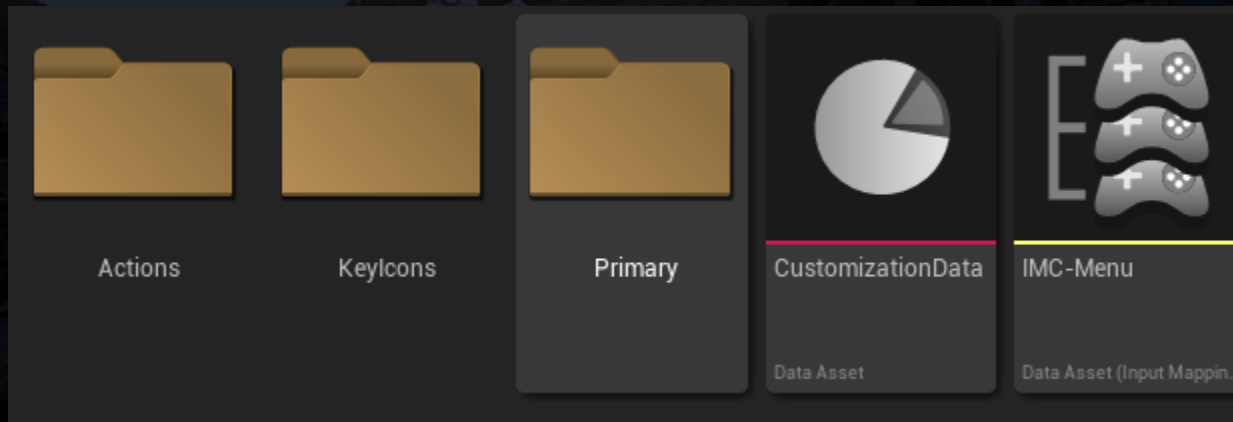 Actions
KeyIcons
Primary
CustomizationData
IMC-Menu
Data Asset
Data Asset (Input Mappin...